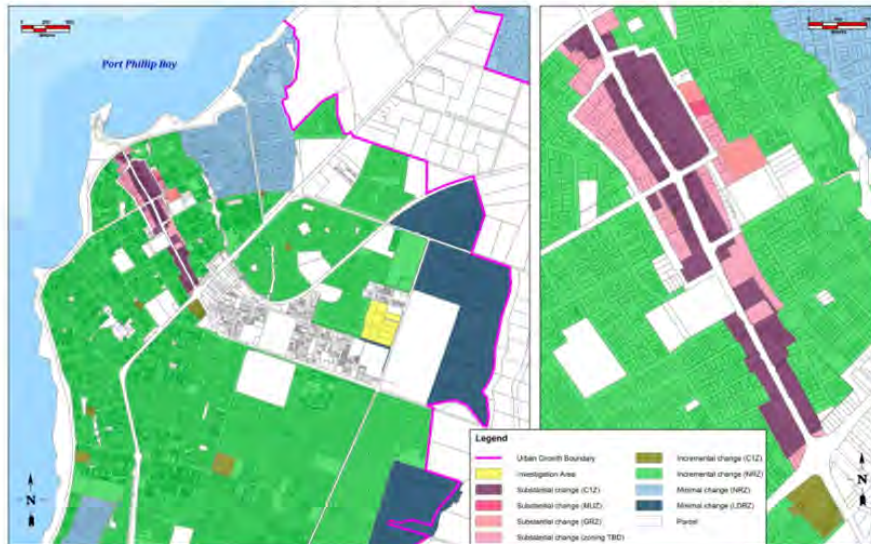 Port Phillip Bay
N
N
Legend
Urban Growth Boundary
Investigation Area
Substantial change (C1Z)
Substantial change (MUZ)
Substantial change (GRZ)
Substantial change (zoning TBD)
Incremental change (C1Z)
Incremental change (NRZ)
Minimal change (NRZ)
Minimal change (LDRZ)
Parcel